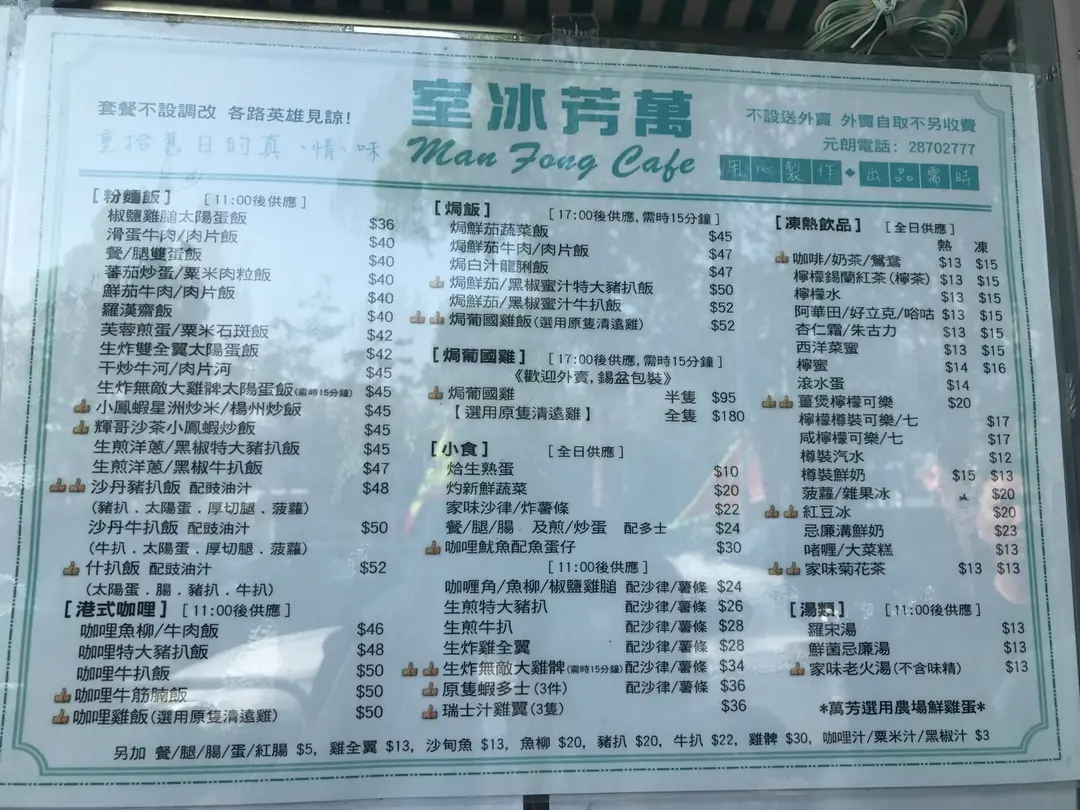 室冰芳萬
Man Fong Cafe
套餐不設調改 各路英雄見諒!
重拾舊日的真、情、味
不設送外賣 外賣自取不另收費
元朗電話: 28702777
用心製作◆出品需時
[粉麵飯] [11:00後供應]
椒鹽雞腿太陽蛋飯 $36
滑蛋牛肉/肉片飯 $40
餐/腿雙蛋飯 $40
蕃茄炒蛋/粟米肉粒飯 $40
鮮茄牛肉/肉片飯 $40
羅漢齋飯 $40
芙蓉煎蛋/粟米石斑飯 $42
生炸雙全翼太陽蛋飯 $42
干炒牛河/肉片河 $45
生炸無敵大雞髀太陽蛋飯(需時15分鐘) $45
小鳳蝦星洲炒米/楊州炒飯 $45
輝哥沙茶小鳳蝦炒飯 $45
生煎洋蔥/黑椒特大豬扒飯 $45
生煎洋蔥/黑椒牛扒飯 $47
沙丹豬扒飯 配豉油汁 $48
(豬扒.太陽蛋.厚切腿.菠蘿)
沙丹牛扒飯 配豉油汁 $50
(牛扒.太陽蛋.厚切腿.菠蘿)
什扒飯 配豉油汁 $52
(太陽蛋.腸.豬扒.牛扒)
[港式咖哩] [11:00後供應]
咖哩魚柳/牛肉飯 $46
咖哩特大豬扒飯 $48
咖哩牛扒飯 $50
咖哩牛筋腩飯 $50
咖哩雞飯(選用原隻清遠雞) $50
[焗飯] [17:00後供應,需時15分鐘]
焗鮮茄蔬菜飯 $45
焗鮮茄牛肉/肉片飯 $47
焗白汁龍脷飯 $47
焗鮮茄/黑椒蜜汁特大豬扒飯 $50
焗鮮茄/黑椒蜜汁牛扒飯 $52
焗葡國雞飯(選用原隻清遠雞) $52
[焗葡國雞] [17:00後供應,需時15分鐘]
《歡迎外賣,錫盆包裝》
焗葡國雞 半隻 $95
【選用原隻清遠雞】 全隻 $180
[小食] [全日供應]
烚生熟蛋 $10
灼新鮮蔬菜 $20
家味沙律/炸薯條 $22
餐/腿/腸 及煎/炒蛋 配多士 $24
咖哩魷魚配魚蛋仔 $30
[11:00後供應]
咖喱角/魚柳/椒鹽雞腿 配沙律/薯條 $24
生煎特大豬扒 配沙律/薯條 $26
生煎牛扒 配沙律/薯條 $28
生炸雞全翼 配沙律/薯條 $28
生炸無敵大雞髀(需時15分鐘) 配沙律/薯條 $34
原隻蝦多士(3件) 配沙律/薯條 $36
瑞士汁雞翼(3隻) $36
[凍熱飲品] [全日供應]
熱 凍
咖啡/奶茶/鴛鴦 $13 $15
檸檬錫蘭紅茶(檸茶) $13 $15
檸檬水 $13 $15
阿華田/好立克/唂咕 $13 $15
杏仁霜/朱古力 $13 $15
西洋菜蜜 $13 $15
檸蜜 $14 $16
滾水蛋 $14
薑煲檸檬可樂 $20
檸檬樽裝可樂/七 $17
咸檸檬可樂/七 $17
樽裝汽水 $12
樽裝鮮奶 $15 $13
菠蘿/雜果冰 $20
紅豆冰 $20
忌廉溝鮮奶 $23
啫喱/大菜糕 $13
家味菊花茶 $13 $13
[湯類] [11:00後供應]
羅宋湯 $13
鮮菌忌廉湯 $13
家味老火湯(不含味精) $13
*萬芳選用農場鮮雞蛋*
另加 餐/腿/腸/蛋/紅腸 $5, 雞全翼 $13, 沙甸魚 $13, 魚柳 $20, 豬扒 $20, 牛扒 $22, 雞髀 $30, 咖哩汁/粟米汁/黑椒汁 $3